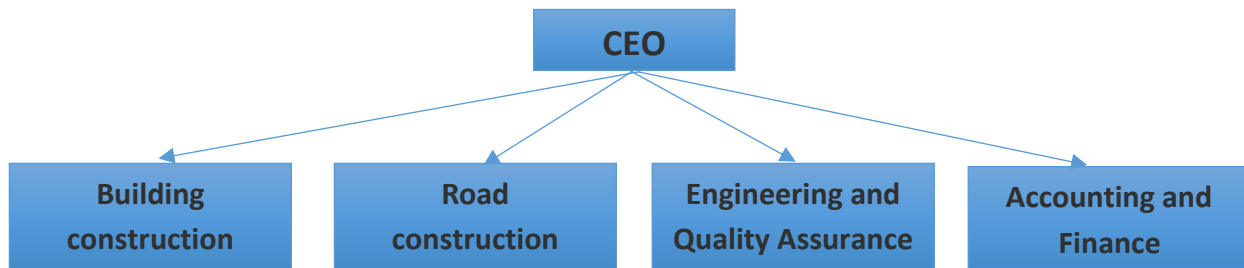 CEO
Building
construction
Road
construction
Engineering and
Quality Assurance
Accounting and
Finance